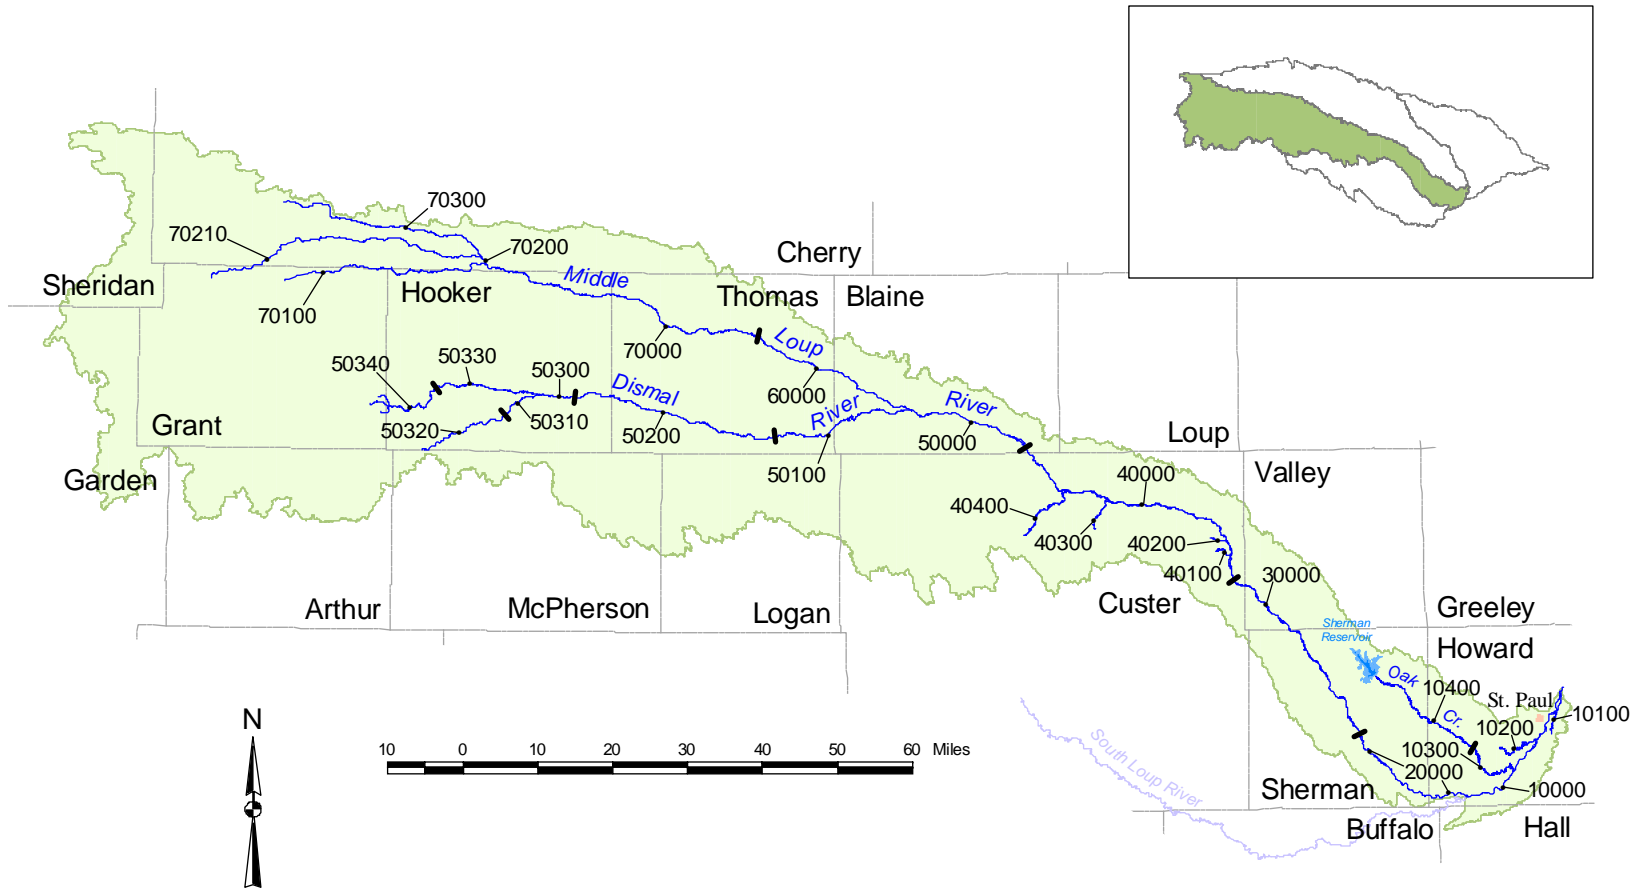 70300
70210
70200
Cherry
Sheridan
Hooker
Middle
Thomas
Blaine
70100
70000
Loup
50340
50330
50300
Dismal
60000
River
River
Grant
50320
50310
50200
50000
Loup
Garden
50100
40000
Valley
40400
40300
40200
40100
30000
Arthur
McPherson
Logan
Custer
Greeley
Sherman
Reservoir
Howard
Oak
10400
St. Paul
Cr.
10200
10100
N
10300
South Loup River
10 0 10 20 30 40 50 60 Miles
20000
Sherman
10000
Buffalo
Hall